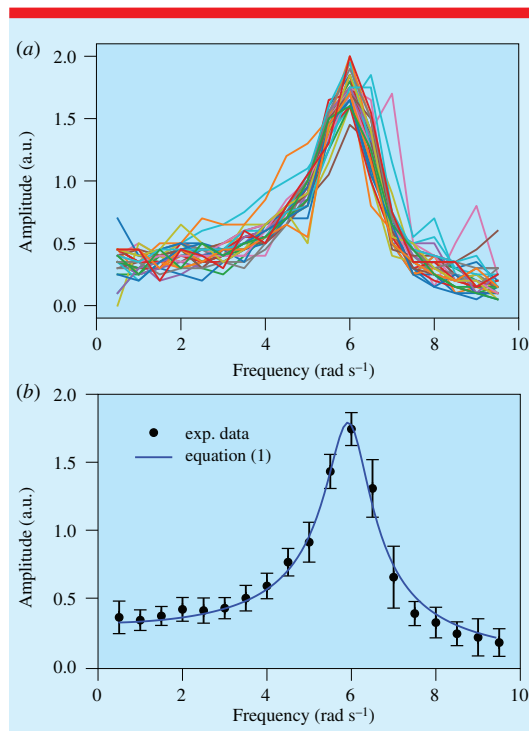 (a)
2.0
1.5
1.0
0.5
0.0
Amplitude (a.u.)
0 2 4 6 8 10
Frequency (rad s⁻¹)
(b)
2.0
1.5
1.0
0.5
0.0
Amplitude (a.u.)
exp. data
equation (1)
0 2 4 6 8 10
Frequency (rad s⁻¹)